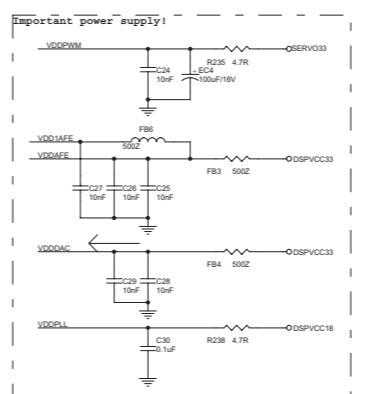 Important power supply!
VDDPWM
SERVO33
R235 4.7R
C24
10nF
EC4
100uF/16V
FB6
500Z
VDD1AFE
VDDAFE
DSPVCC33
FB3 500Z
C27
10nF
C26
10nF
C25
10nF
VDDDAC
DSPVCC33
FB4 500Z
C29
10nF
C28
10nF
VDDPLL
DSPVCC18
R238 4.7R
C30
0.1uF